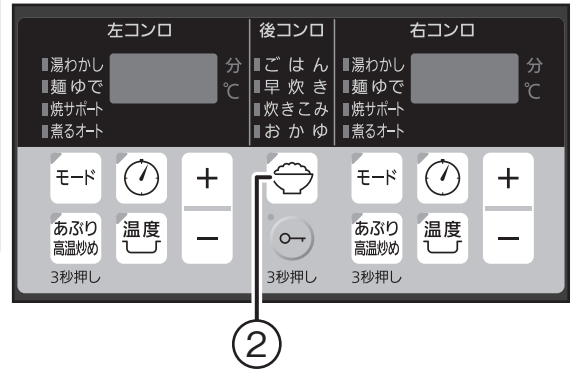 左コンロ 後コンロ 右コンロ
湯わかし 分 ごはん 湯わかし 分
麺ゆで ℃ 早炊き 麺ゆで ℃
焼サポート 炊きこみ 焼サポート
煮るオート おかゆ 煮るオート
モード + モード +
あぶり 温度 − あぶり 温度 −
高温炒め 高温炒め
3秒押し 3秒押し 3秒押し
2